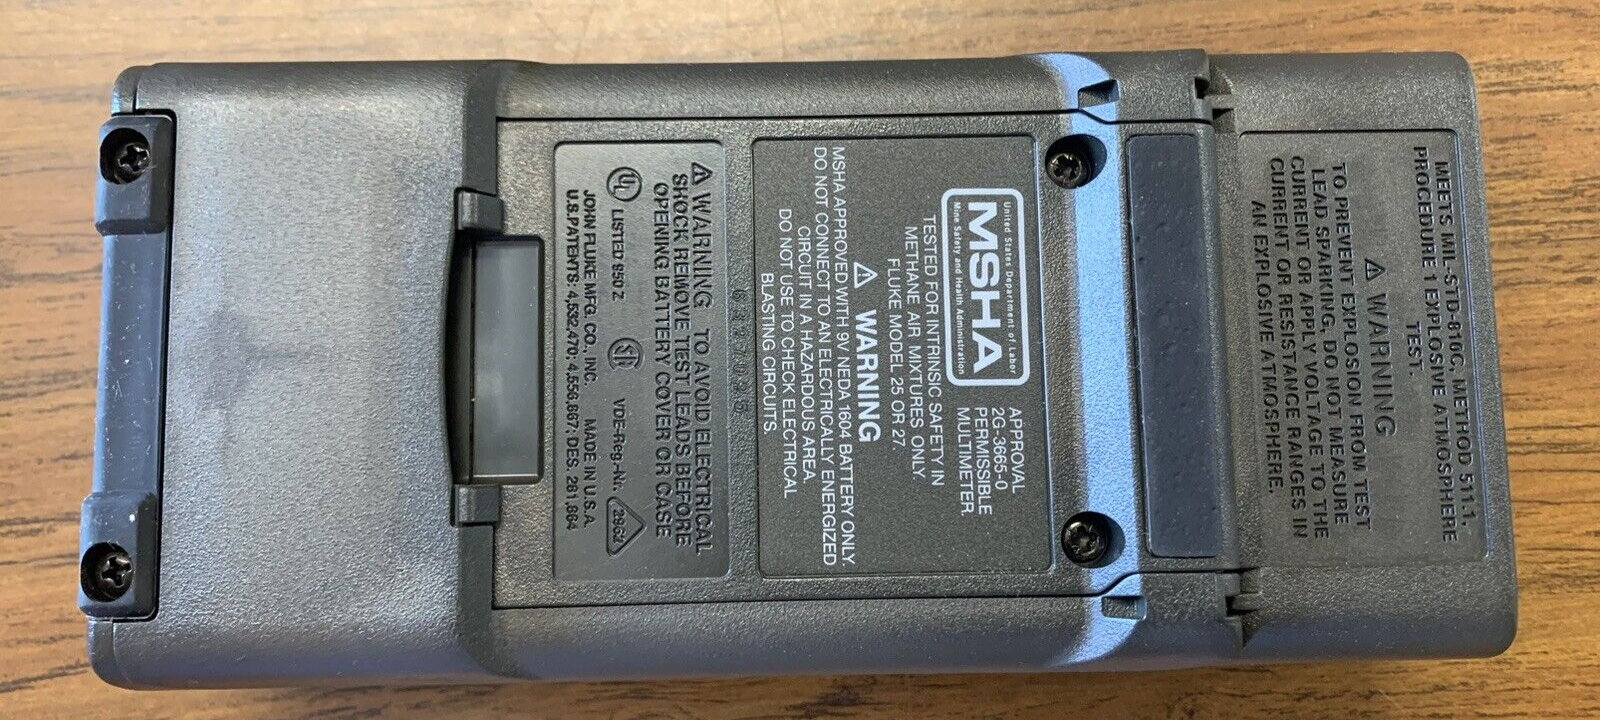 MEETS MIL-STD-810C, METHOD 511.1,
PROCEDURE 1 EXPLOSIVE ATMOSPHERE
TEST.
⚠ WARNING
TO PREVENT EXPLOSION FROM TEST
LEAD SPARKING, DO NOT MEASURE
CURRENT OR APPLY VOLTAGE TO THE
CURRENT OR RESISTANCE RANGES IN
AN EXPLOSIVE ATMOSPHERE.
United States Department of Labor
MSHA
Mine Safety and Health Administration
APPROVAL
2G-3665-0
PERMISSIBLE
MULTIMETER.
TESTED FOR INTRINSIC SAFETY IN
METHANE AIR MIXTURES ONLY.
FLUKE MODEL 25 OR 27.
⚠ WARNING
MSHA APPROVED WITH 9V NEDA 1604 BATTERY ONLY
DO NOT CONNECT TO AN ELECTRICALLY ENERGIZED
CIRCUIT IN A HAZARDOUS AREA.
DO NOT USE TO CHECK ELECTRICAL
BLASTING CIRCUITS.
⚠ WARNING TO AVOID ELECTRICAL
SHOCK REMOVE TEST LEADS BEFORE
OPENING BATTERY COVER OR CASE
UL LISTED 950 Z SA VDE-Reg.-Nr. 2962
JOHN FLUKE MFG. CO., INC. MADE IN U.S.A.
U.S. PATENTS: 4,532,470; 4,556,867; DES. 281,864